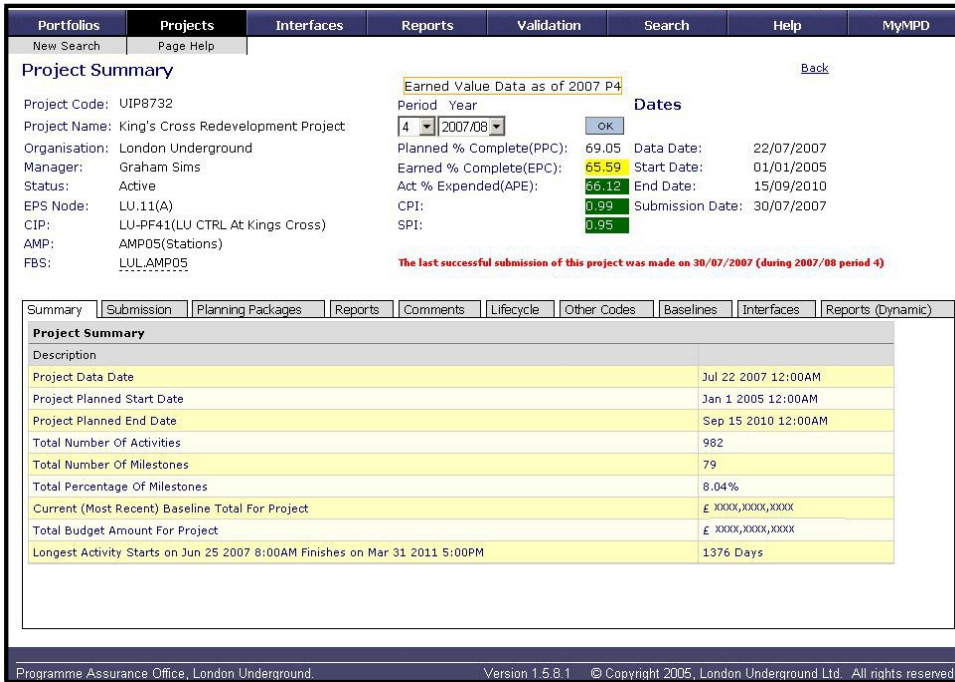 Portfolios Projects Interfaces Reports Validation Search Help MyMPD
New Search Page Help
Project Summary
Back
Earned Value Data as of 2007 P4
Project Code: UIP8732
Period Year
Dates
Project Name: King's Cross Redevelopment Project
4 2007/08 OK
Organisation: London Underground
Planned % Complete(PPC): 69.05 Data Date: 22/07/2007
Manager: Graham Sims
Earned % Complete(EPC): 65.59 Start Date: 01/01/2005
Status: Active
Act % Expended(APE): 66.12 End Date: 15/09/2010
EPS Node: LU.11(A)
CPI: 0.99 Submission Date: 30/07/2007
CIP: LU-PF41(LU CTRL At Kings Cross)
SPI: 0.95
AMP: AMP05(Stations)
FBS: LUL.AMP05
The last successful submission of this project was made on 30/07/2007 (during 2007/08 period 4)
Summary Submission Planning Packages Reports Comments Lifecycle Other Codes Baselines Interfaces Reports (Dynamic)
Project Summary
Description
Project Data Date Jul 22 2007 12:00AM
Project Planned Start Date Jan 1 2005 12:00AM
Project Planned End Date Sep 15 2010 12:00AM
Total Number Of Activities 982
Total Number Of Milestones 79
Total Percentage Of Milestones 8.04%
Current (Most Recent) Baseline Total For Project £ XXXX,XXXX,XXXX
Total Budget Amount For Project £ XXXX,XXXX,XXXX
Longest Activity Starts on Jun 25 2007 8:00AM Finishes on Mar 31 2011 5:00PM 1376 Days
Programme Assurance Office, London Underground. Version 1.5.8.1 © Copyright 2005, London Underground Ltd. All rights reserved